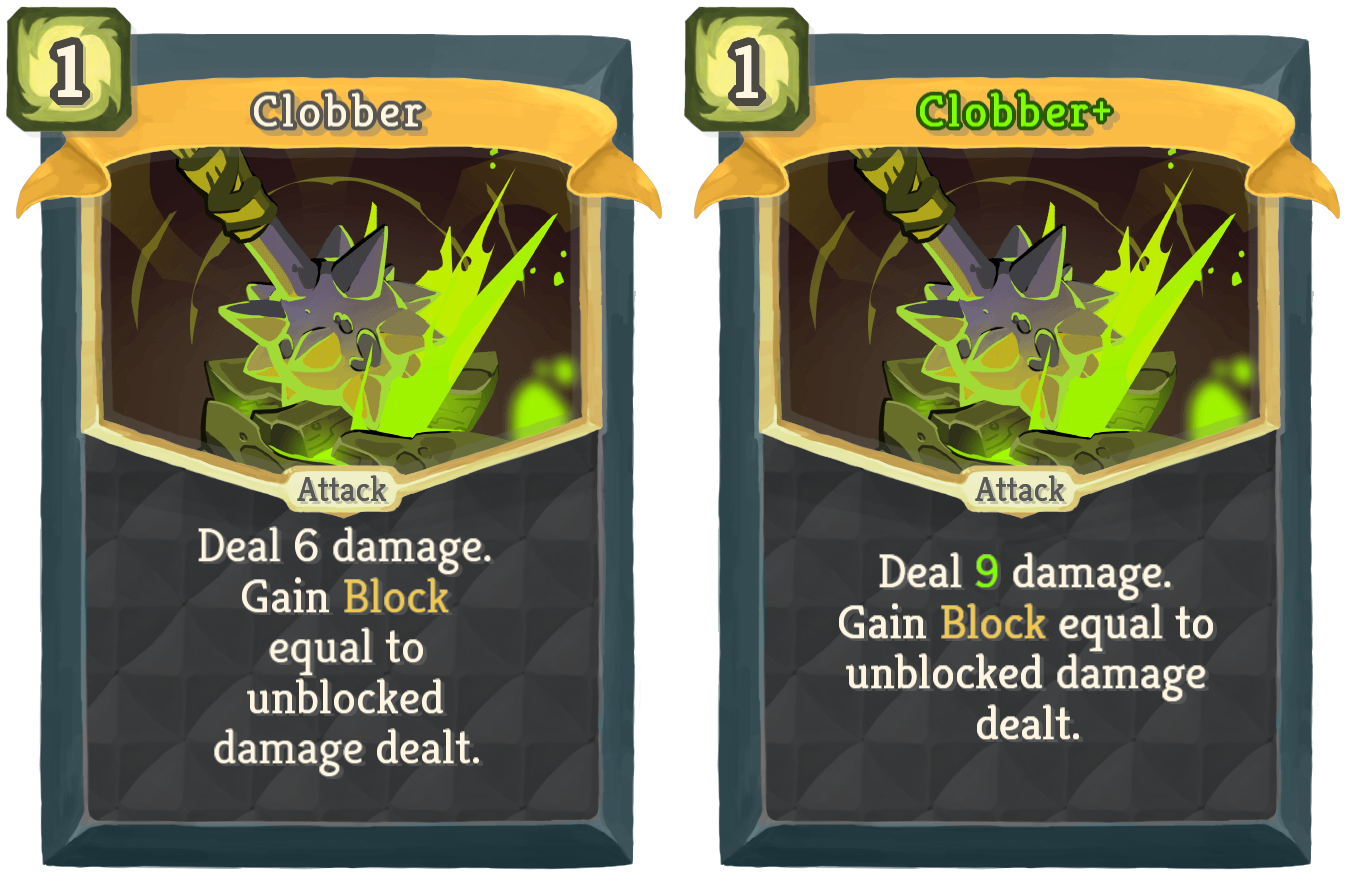 1
Clobber
Attack
Deal 6 damage.
Gain Block
equal to
unblocked
damage dealt.
1
Clobber+
Attack
Deal 9 damage.
Gain Block equal to
unblocked damage
dealt.